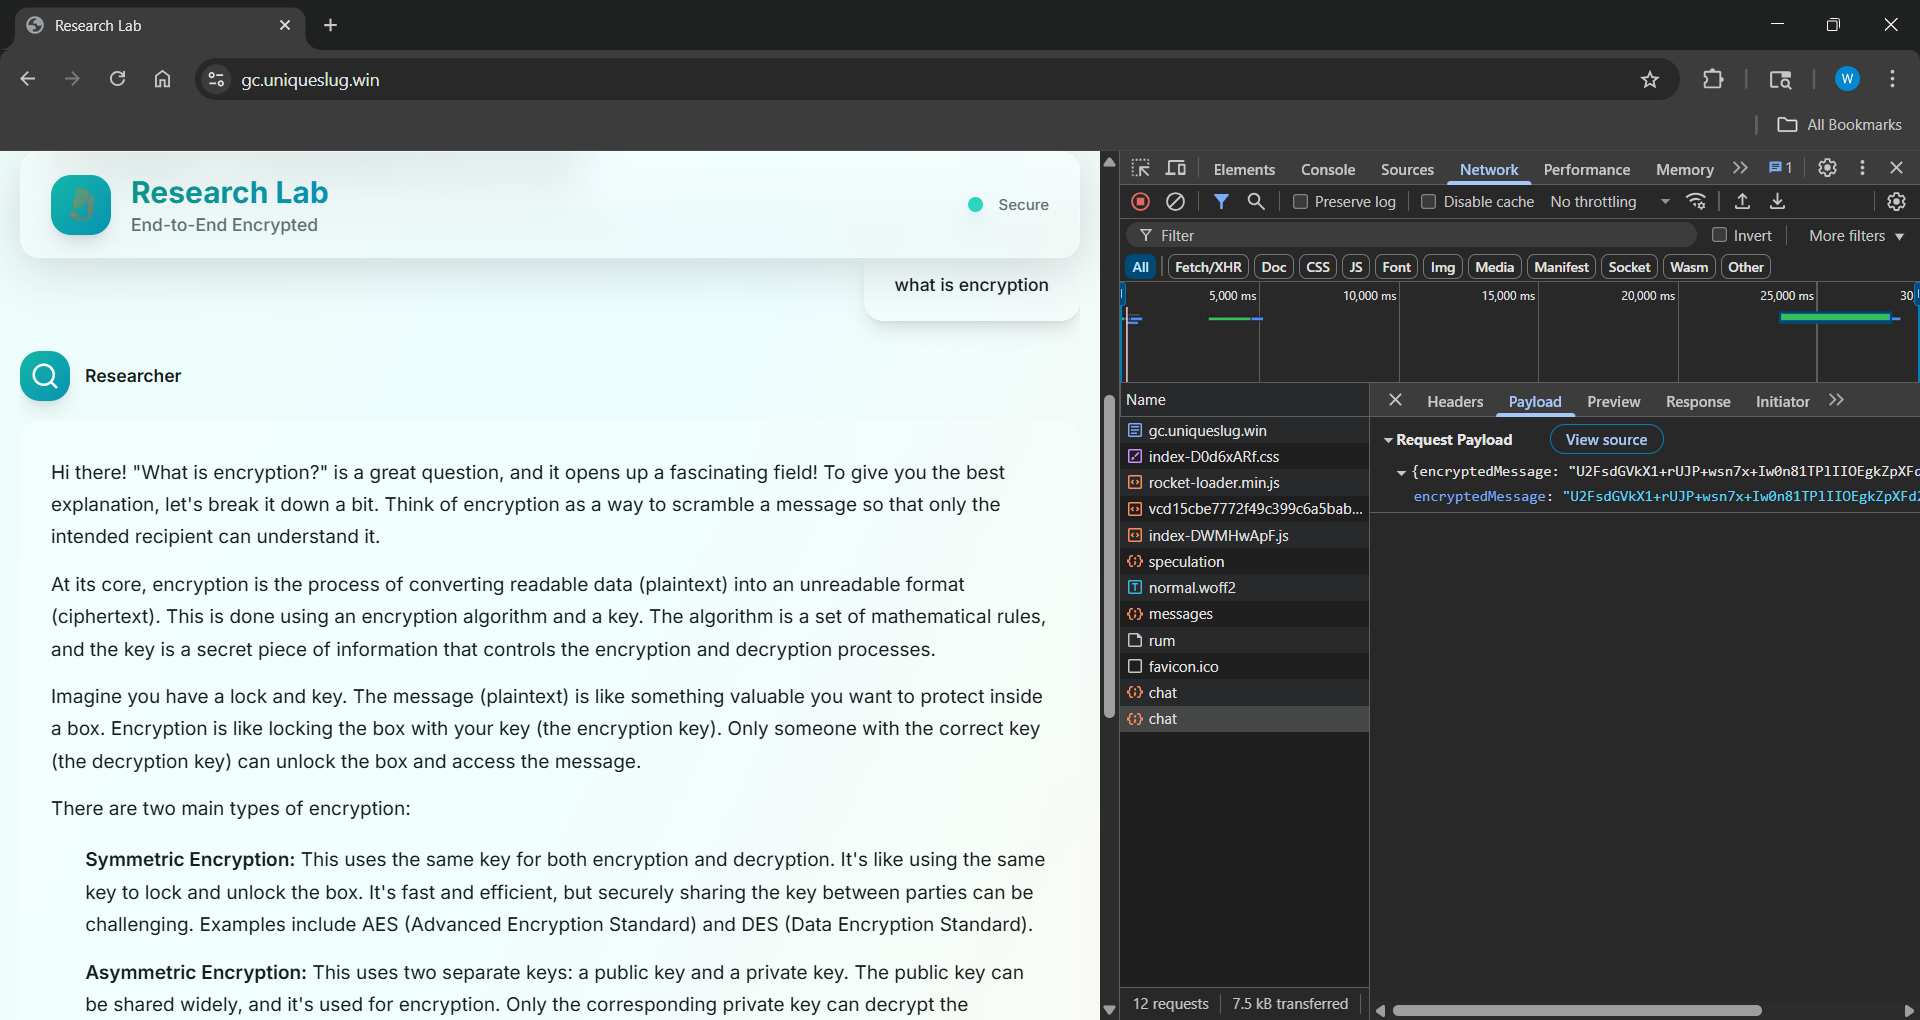 Research Lab
gc.uniqueslug.win
W
All Bookmarks
Research Lab
End-to-End Encrypted
Secure
what is encryption
Researcher
Hi there! "What is encryption?" is a great question, and it opens up a fascinating field! To give you the best
explanation, let's break it down a bit. Think of encryption as a way to scramble a message so that only the
intended recipient can understand it.
At its core, encryption is the process of converting readable data (plaintext) into an unreadable format
(ciphertext). This is done using an encryption algorithm and a key. The algorithm is a set of mathematical rules,
and the key is a secret piece of information that controls the encryption and decryption processes.
Imagine you have a lock and key. The message (plaintext) is like something valuable you want to protect inside
a box. Encryption is like locking the box with your key (the encryption key). Only someone with the correct key
(the decryption key) can unlock the box and access the message.
There are two main types of encryption:
Symmetric Encryption: This uses the same key for both encryption and decryption. It's like using the same
key to lock and unlock the box. It's fast and efficient, but securely sharing the key between parties can be
challenging. Examples include AES (Advanced Encryption Standard) and DES (Data Encryption Standard).
Asymmetric Encryption: This uses two separate keys: a public key and a private key. The public key can
be shared widely, and it's used for encryption. Only the corresponding private key can decrypt the
Elements Console Sources Network Performance Memory 1
Preserve log Disable cache No throttling
Filter Invert More filters
All Fetch/XHR Doc CSS JS Font Img Media Manifest Socket Wasm Other
5,000 ms 10,000 ms 15,000 ms 20,000 ms 25,000 ms 30
Name
gc.uniqueslug.win
index-D0d6xARf.css
rocket-loader.min.js
vcd15cbe7772f49c399c6a5bab...
index-DWMHwApF.js
speculation
normal.woff2
messages
rum
favicon.ico
chat
chat
12 requests 7.5 kB transferred
Headers Payload Preview Response Initiator
Request Payload View source
{encryptedMessage: "U2FsdGVkX1+rUJP+wsn7x+Iw0n81TPlIIOEgkZpXFd
encryptedMessage: "U2FsdGVkX1+rUJP+wsn7x+Iw0n81TPlIIOEgkZpXFd2